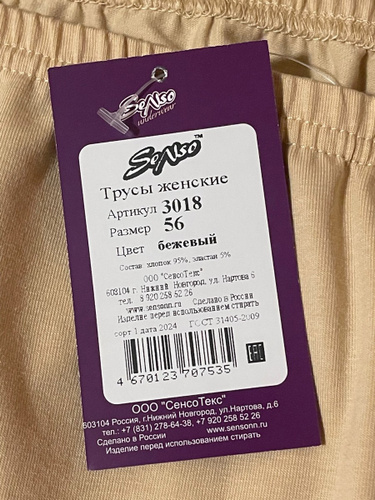 SeNso
underwear
SeNso™
Трусы женские
Артикул 3018
Размер 56
Цвет бежевый
Состав хлопок 95%, эластан 5%
ООО "СенсоТекс"
603104 г. Нижний Новгород, ул. Нартова 6
тел. 8 920 258 52 26
www.sensonn.ru Сделано в России
Изделие перед использованием стирать
сорт 1 дата 2024 ГОСТ 31405-2009
4 670123 707535
EAC
ООО "СенсоТекс"
603104 Россия, г.Нижний Новгород, ул.Нартова, д.6
тел.: +7 (831) 278-64-38, +7 920 258 52 26
Сделано в России www.sensonn.ru
Изделие перед использованием стирать